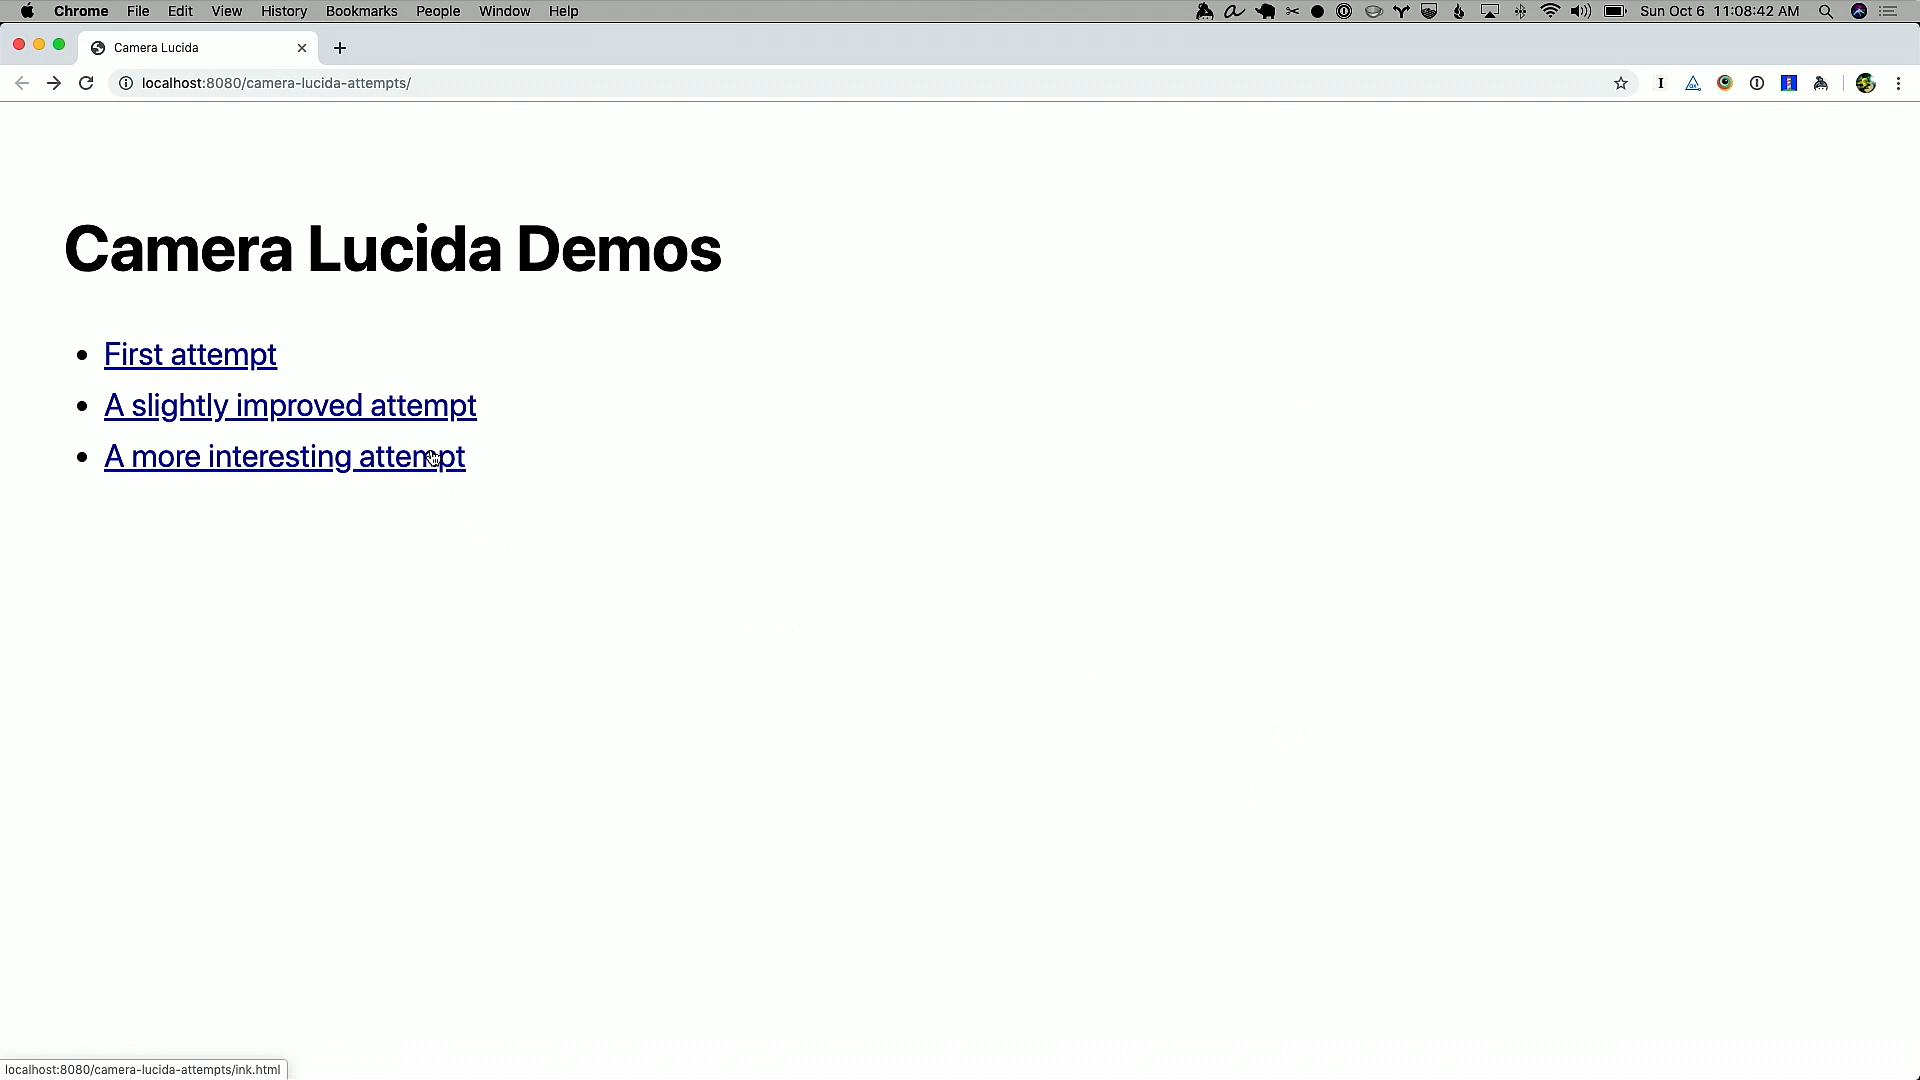 Chrome File Edit View History Bookmarks People Window Help Sun Oct 6 11:08:42 AM
Camera Lucida
localhost:8080/camera-lucida-attempts/
Camera Lucida Demos
First attempt
A slightly improved attempt
A more interesting attempt
localhost:8080/camera-lucida-attempts/ink.html